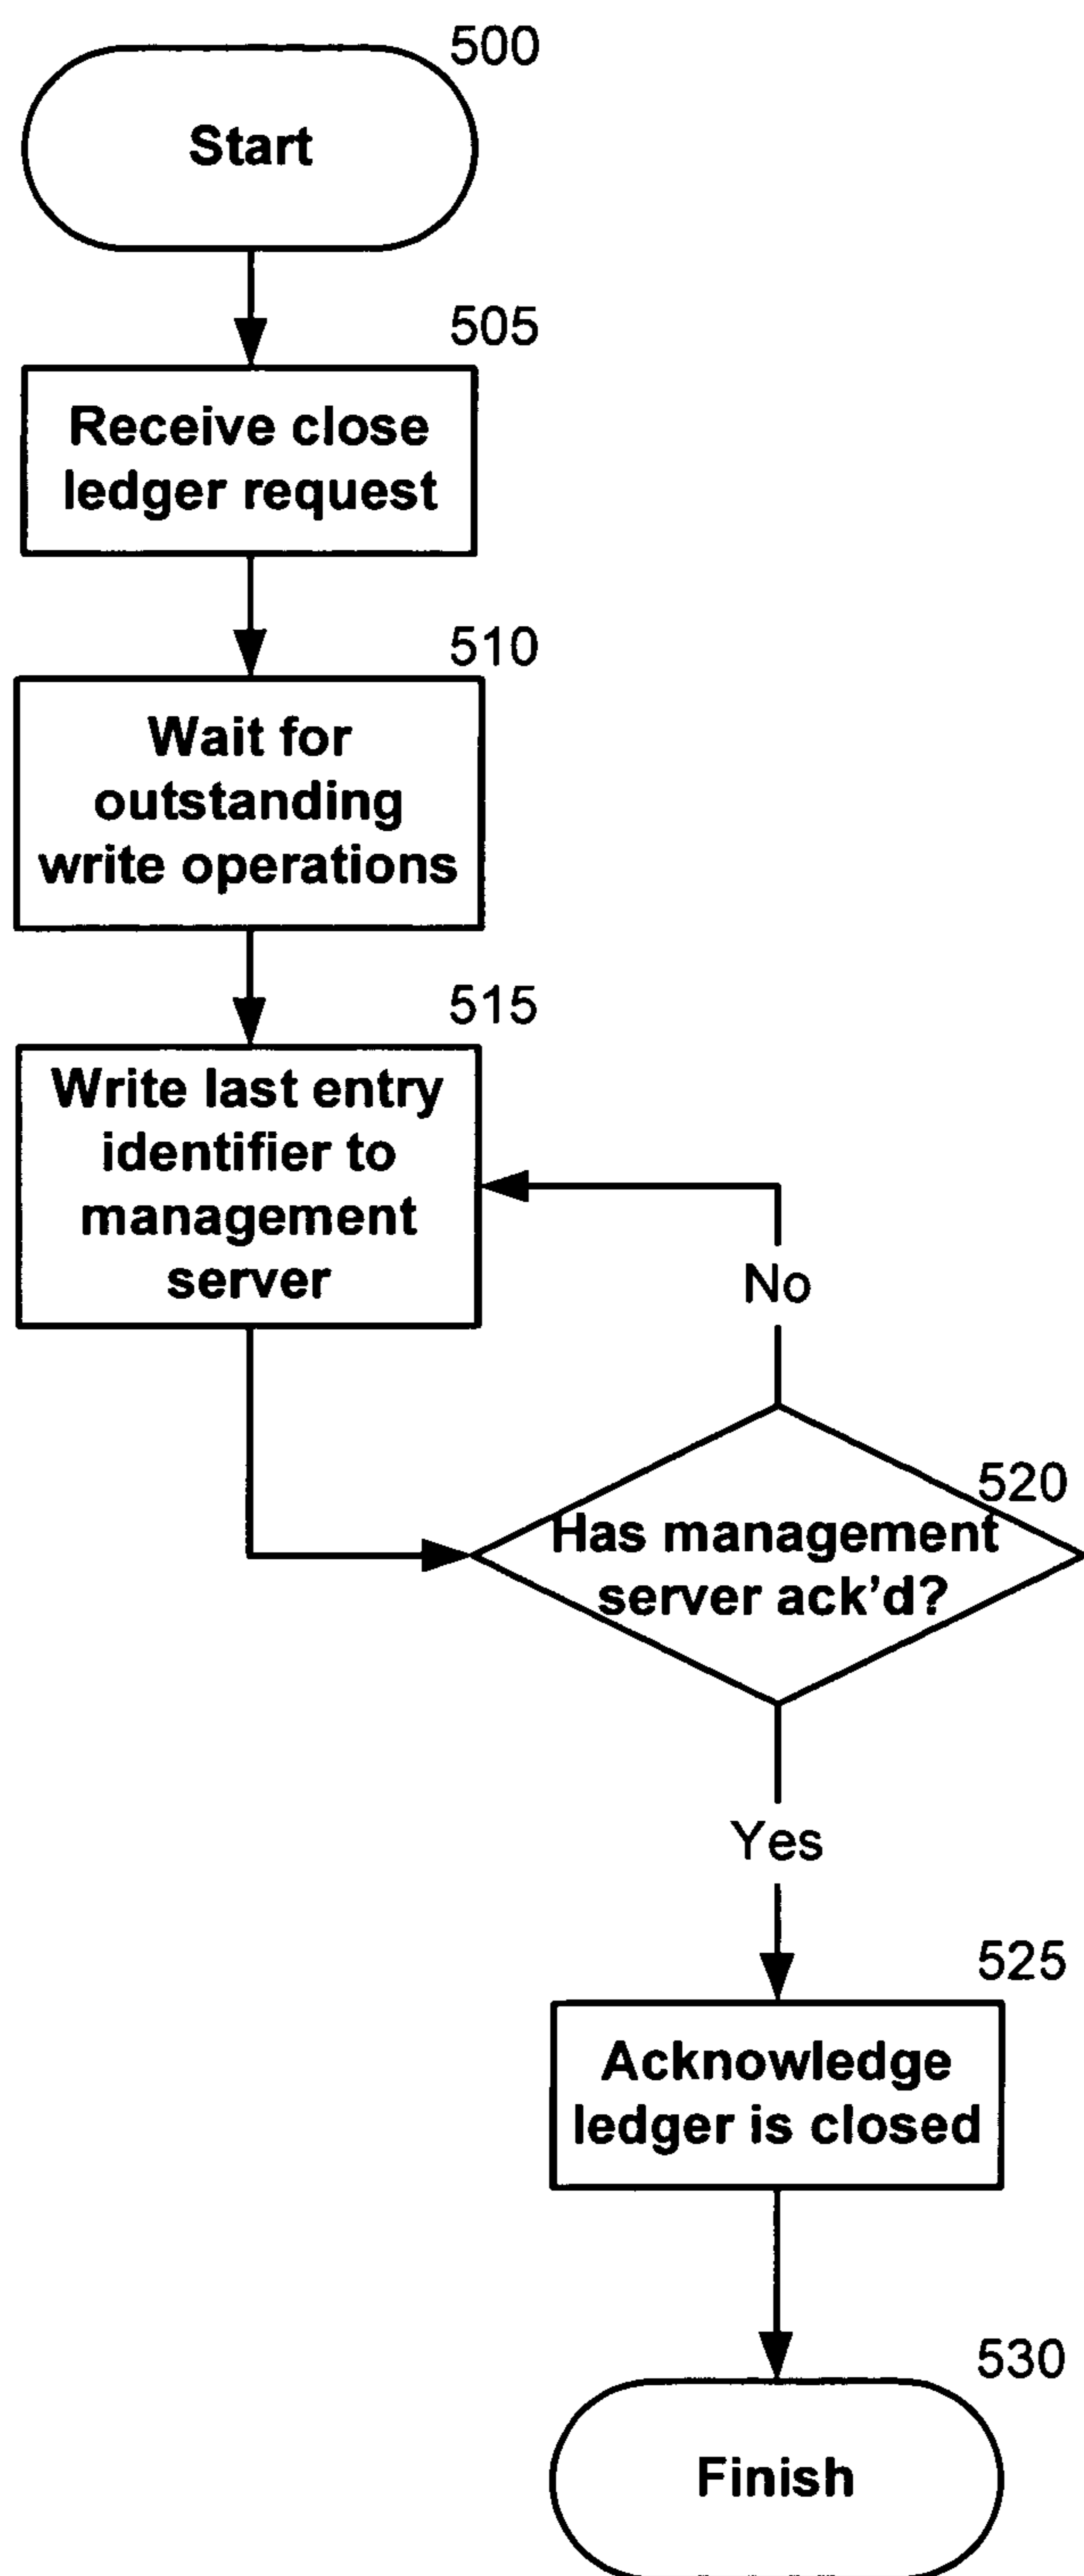 500
Start
505
Receive close
ledger request
510
Wait for
outstanding
write operations
515
Write last entry
identifier to
management
server
No
520
Has management
server ack'd?
Yes
525
Acknowledge
ledger is closed
530
Finish